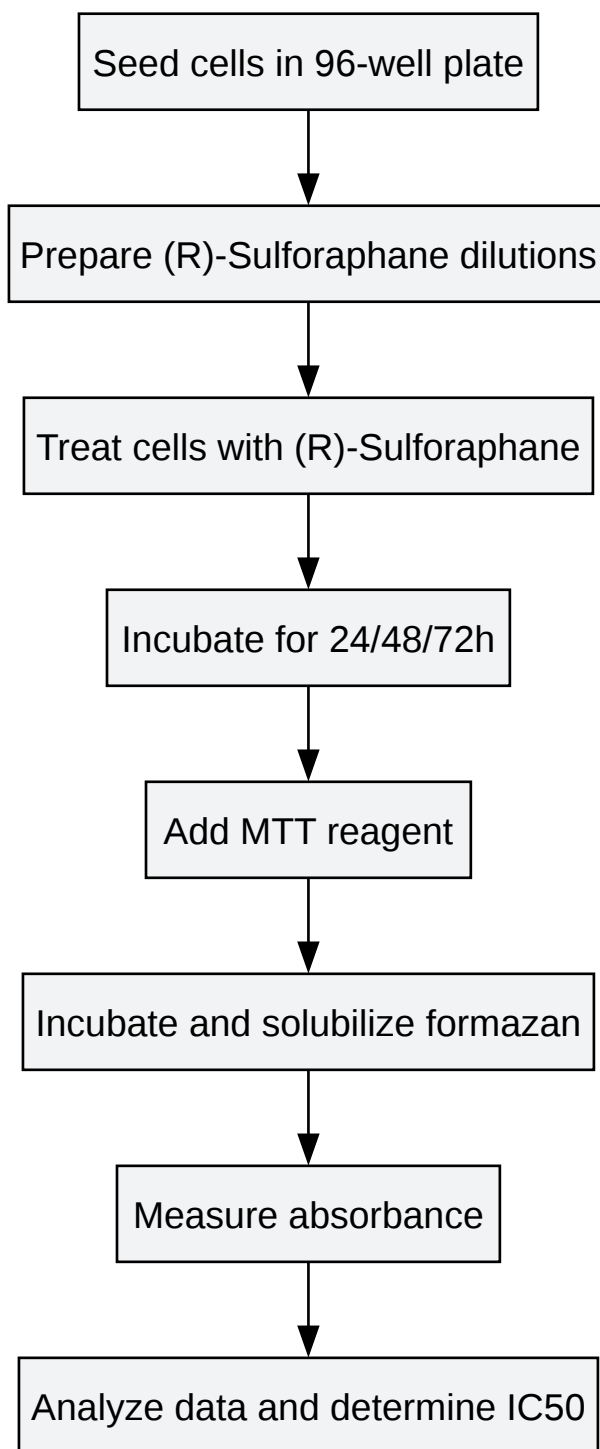 Seed cells in 96-well plate
Prepare (R)-Sulforaphane dilutions
Treat cells with (R)-Sulforaphane
Incubate for 24/48/72h
Add MTT reagent
Incubate and solubilize formazan
Measure absorbance
Analyze data and determine IC50